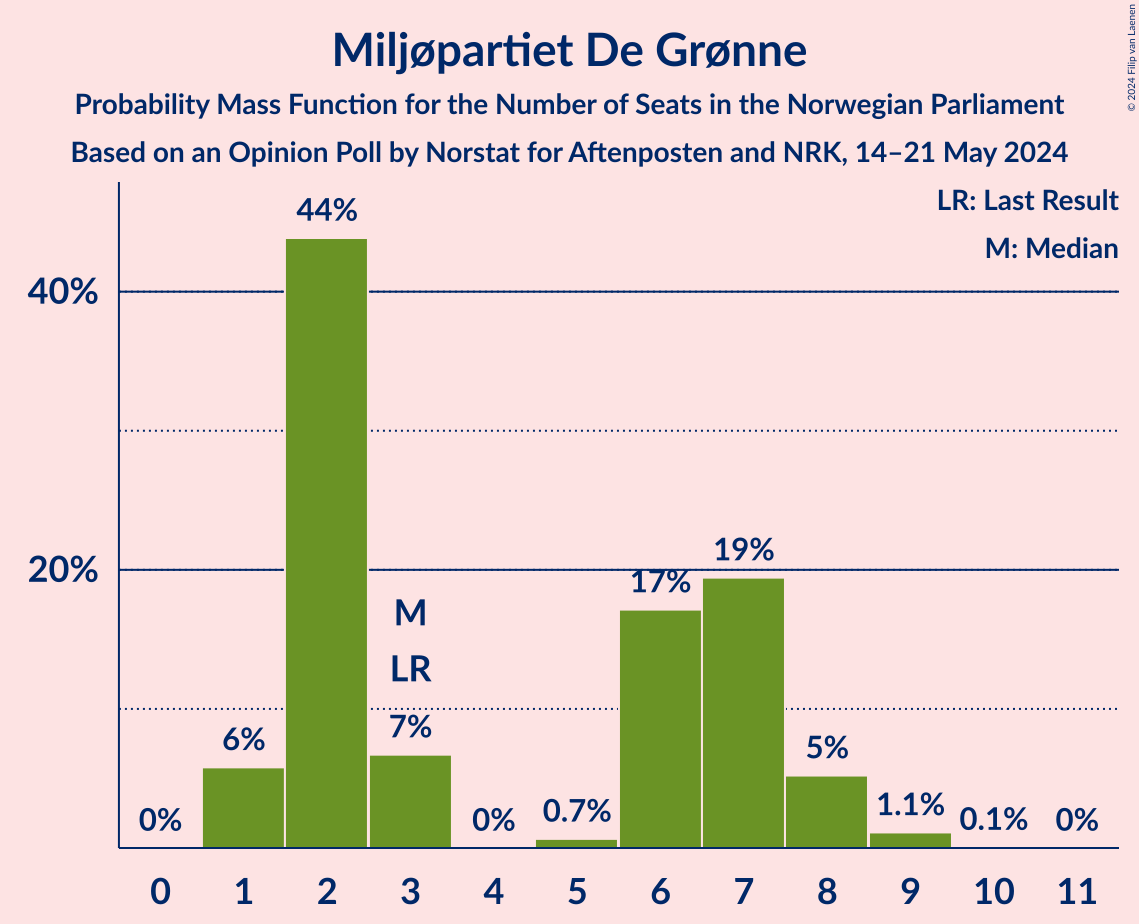 Miljøpartiet De Grønne
Probability Mass Function for the Number of Seats in the Norwegian Parliament
Based on an Opinion Poll by Norstat for Aftenposten and NRK, 14–21 May 2024
© 2024 Filip van Laenen
LR: Last Result
M: Median
44%
40%
19%
20%
17%
M
LR
7%
6%
5%
0%
0%
0.7%
1.1%
0.1%
0%
0 1 2 3 4 5 6 7 8 9 10 11